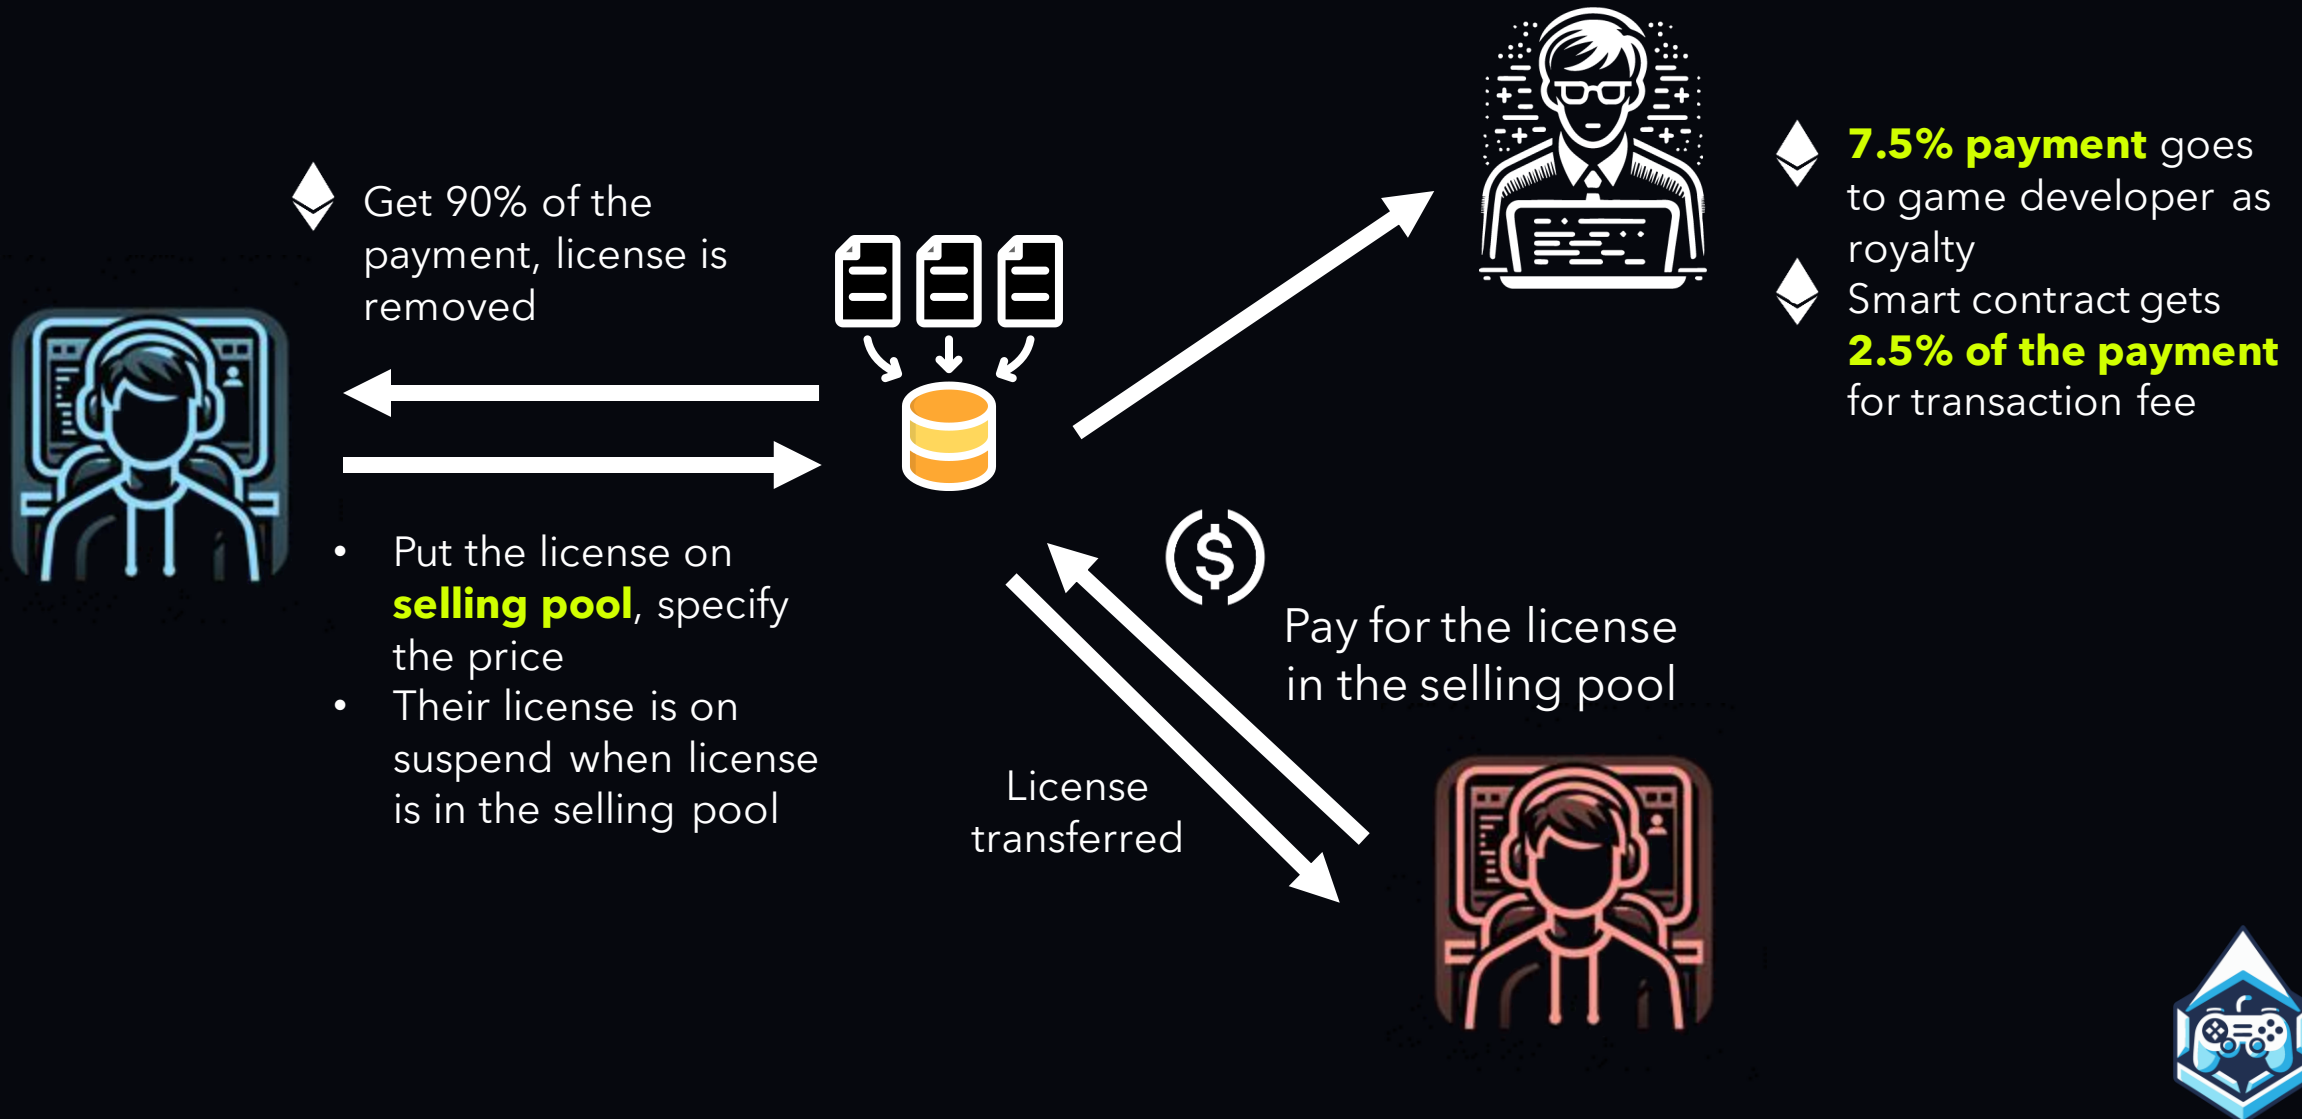 Get 90% of the
payment, license is
removed
• Put the license on
selling pool, specify
the price
• Their license is on
suspend when license
is in the selling pool
7.5% payment goes
to game developer as
royalty
Smart contract gets
2.5% of the payment
for transaction fee
$
Pay for the license
in the selling pool
License
transferred